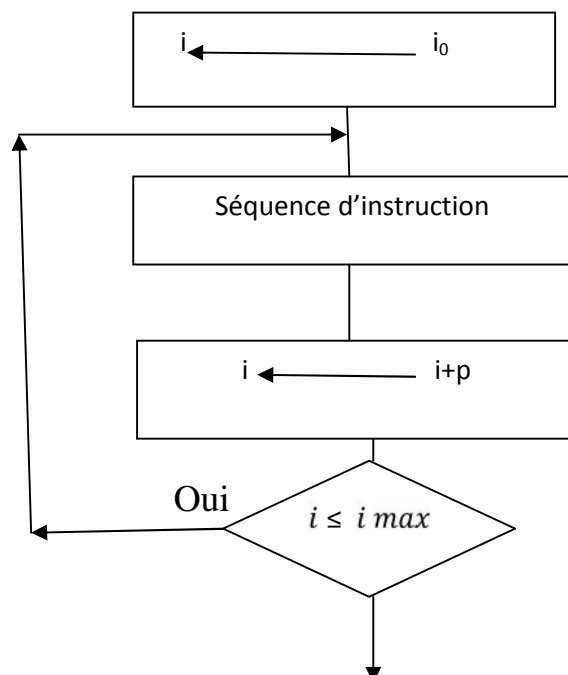 i i₀
Séquence d’instruction
i i+p
Oui
i ≤ i max